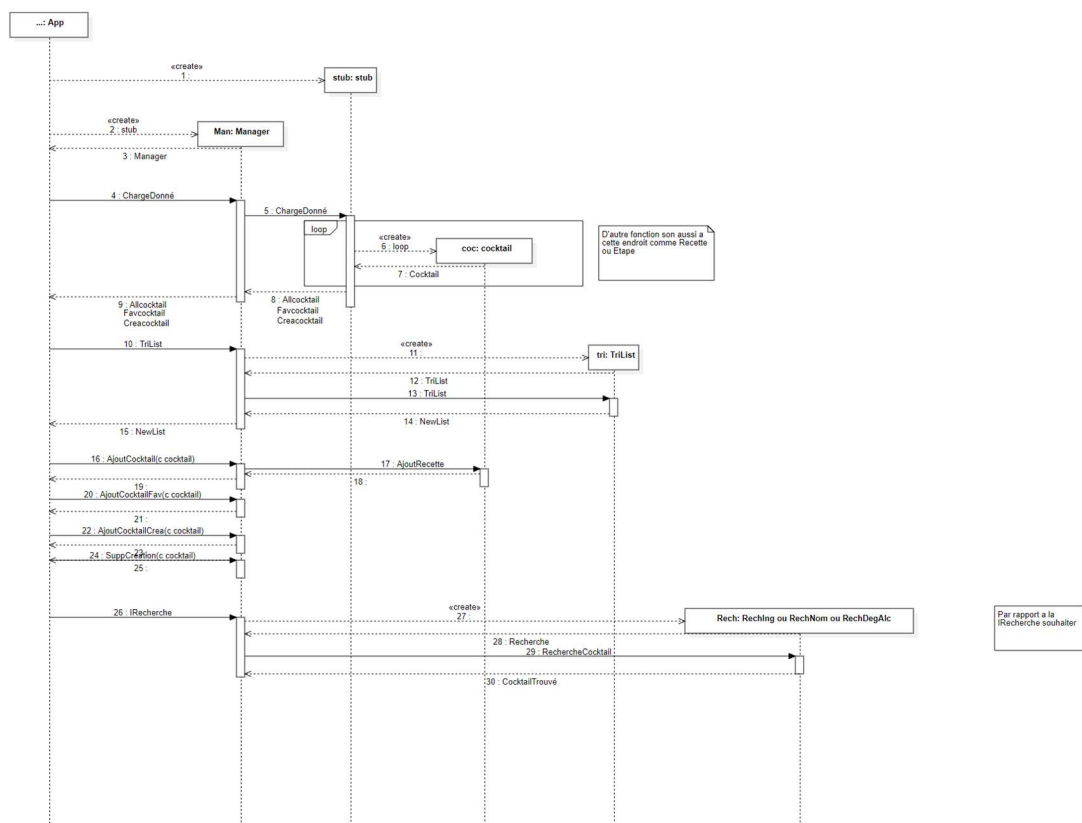 ...: App
«create»
1 :
stub: stub
«create»
2 : stub
Man: Manager
3 : Manager
4 : ChargeDonné
5 : ChargeDonné
loop
«create»
6 : loop
coc: cocktail
7 : Cocktail
D'autre fonction son aussi a
cette endroit comme Recette
ou Etape
8 : Allcocktail
Favcocktail
Creacocktail
9 : Allcocktail
Favcocktail
Creacocktail
10 : TriList
«create»
11 :
tri: TriList
12 : TriList
13 : TriList
14 : NewList
15 : NewList
16 : AjoutCocktail(c cocktail)
17 : AjoutRecette
18 :
19 :
20 : AjoutCocktailFav(c cocktail)
21 :
22 : AjoutCocktailCrea(c cocktail)
23 :
24 : SuppCreation(c cocktail)
25 :
26 : IRecherche
«create»
27 :
Rech: RechIng ou RechNom ou RechDegAlc
Par rapport a la
IRecherche souhaiter
28 : Recherche
29 : RechercheCocktail
30 : CocktailTrouvé